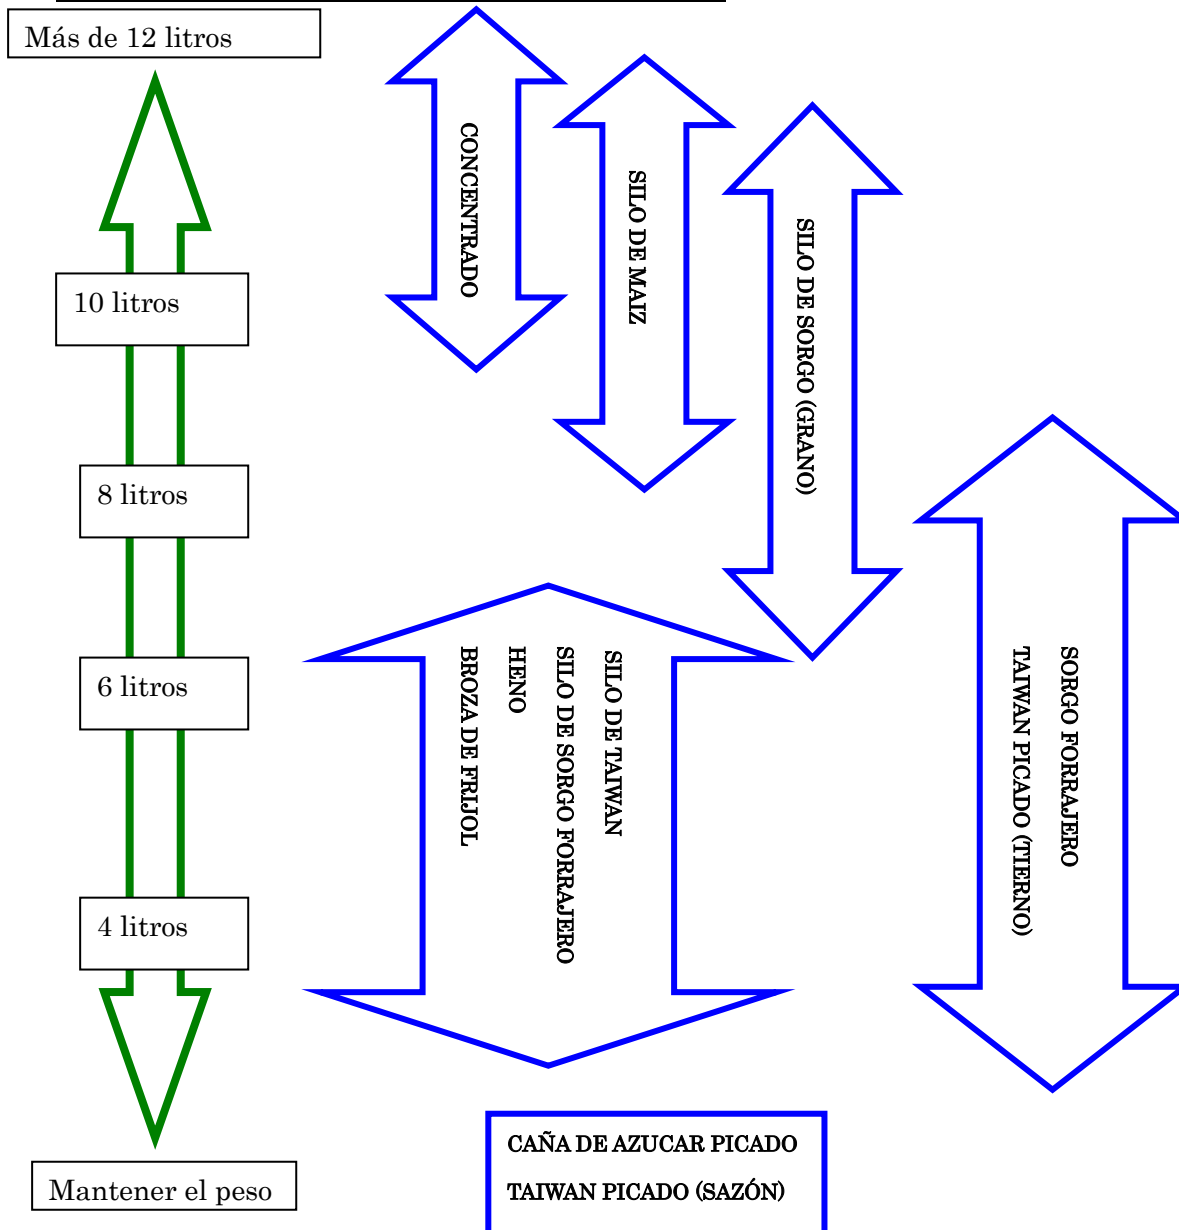 Más de 12 litros
10 litros
8 litros
6 litros
4 litros
Mantener el peso
CONCENTRADO
SILO DE MAIZ
SILO DE SORGO (GRANO)
SILO DE TAIWAN
SILO DE SORGO FORRAJERO
HENO
BROZA DE FRIJOL
SORGO FORRAJERO
TAIWAN PICADO (TIERNO)
CAÑA DE AZUCAR PICADO
TAIWAN PICADO (SAZÓN)